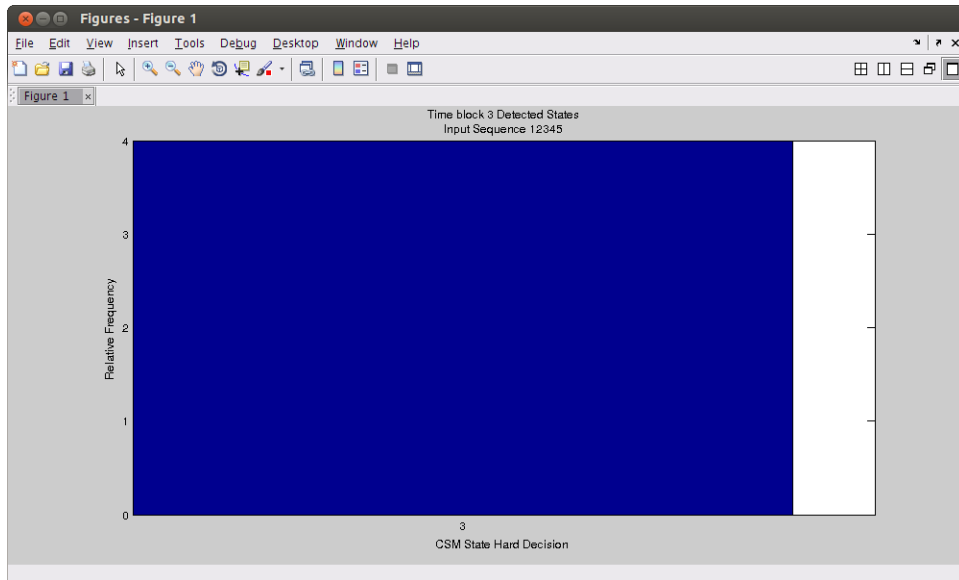 Figures - Figure 1
File Edit View Insert Tools Debug Desktop Window Help
Figure 1
Time block 3 Detected States
Input Sequence 12345
4
3
2
1
0
Relative Frequency
3
CSM State Hard Decision